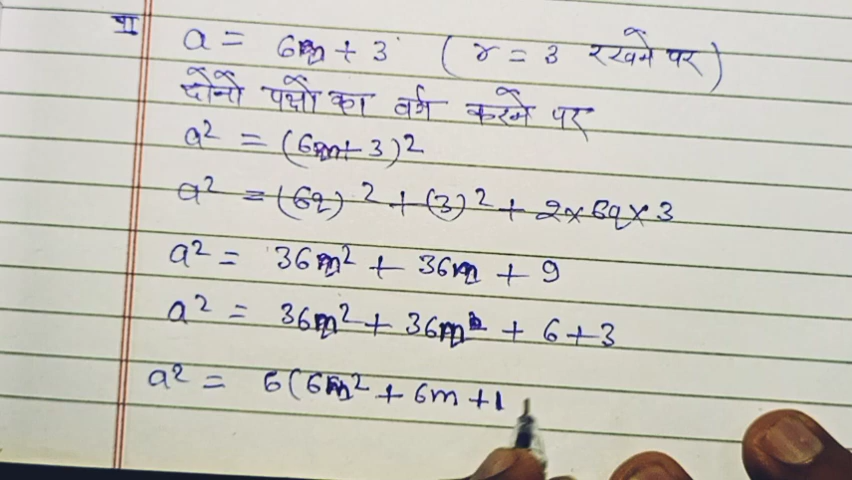 या a = 6m + 3 (r = 3 रखने पर)
दोनों पक्षों का वर्ग करने पर
a² = (6m + 3)²
a² = (6q)² + (3)² + 2×6q×3
a² = 36m² + 36m + 9
a² = 36m² + 36m + 6 + 3
a² = 6(6m² + 6m + 1